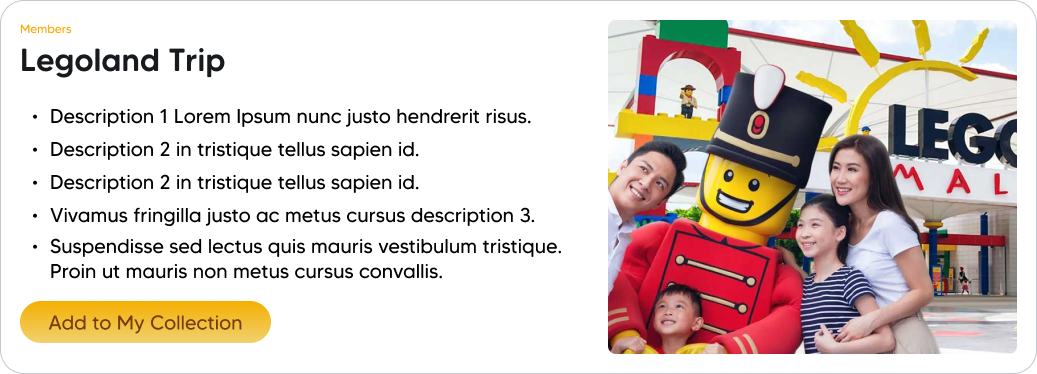 Members
Legoland Trip
• Description 1 Lorem Ipsum nunc justo hendrerit risus.
• Description 2 in tristique tellus sapien id.
• Description 2 in tristique tellus sapien id.
• Vivamus fringilla justo ac metus cursus description 3.
• Suspendisse sed lectus quis mauris vestibulum tristique.
Proin ut mauris non metus cursus convallis.
Add to My Collection
LEGO
MAL